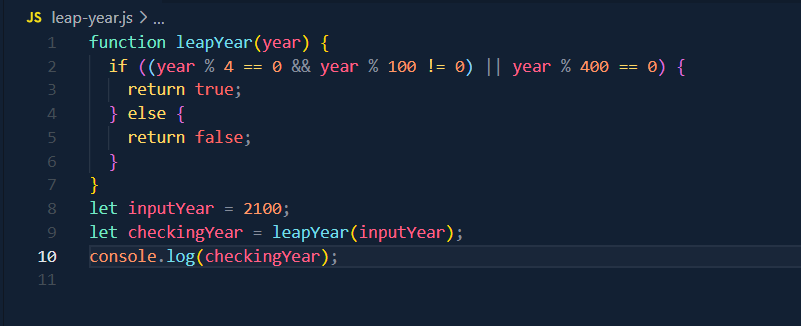 JS leap-year.js > ...
1 function leapYear(year) {
2 if ((year % 4 == 0 && year % 100 != 0) || year % 400 == 0) {
3 return true;
4 } else {
5 return false;
6 }
7 }
8 let inputYear = 2100;
9 let checkingYear = leapYear(inputYear);
10 console.log(checkingYear);
11